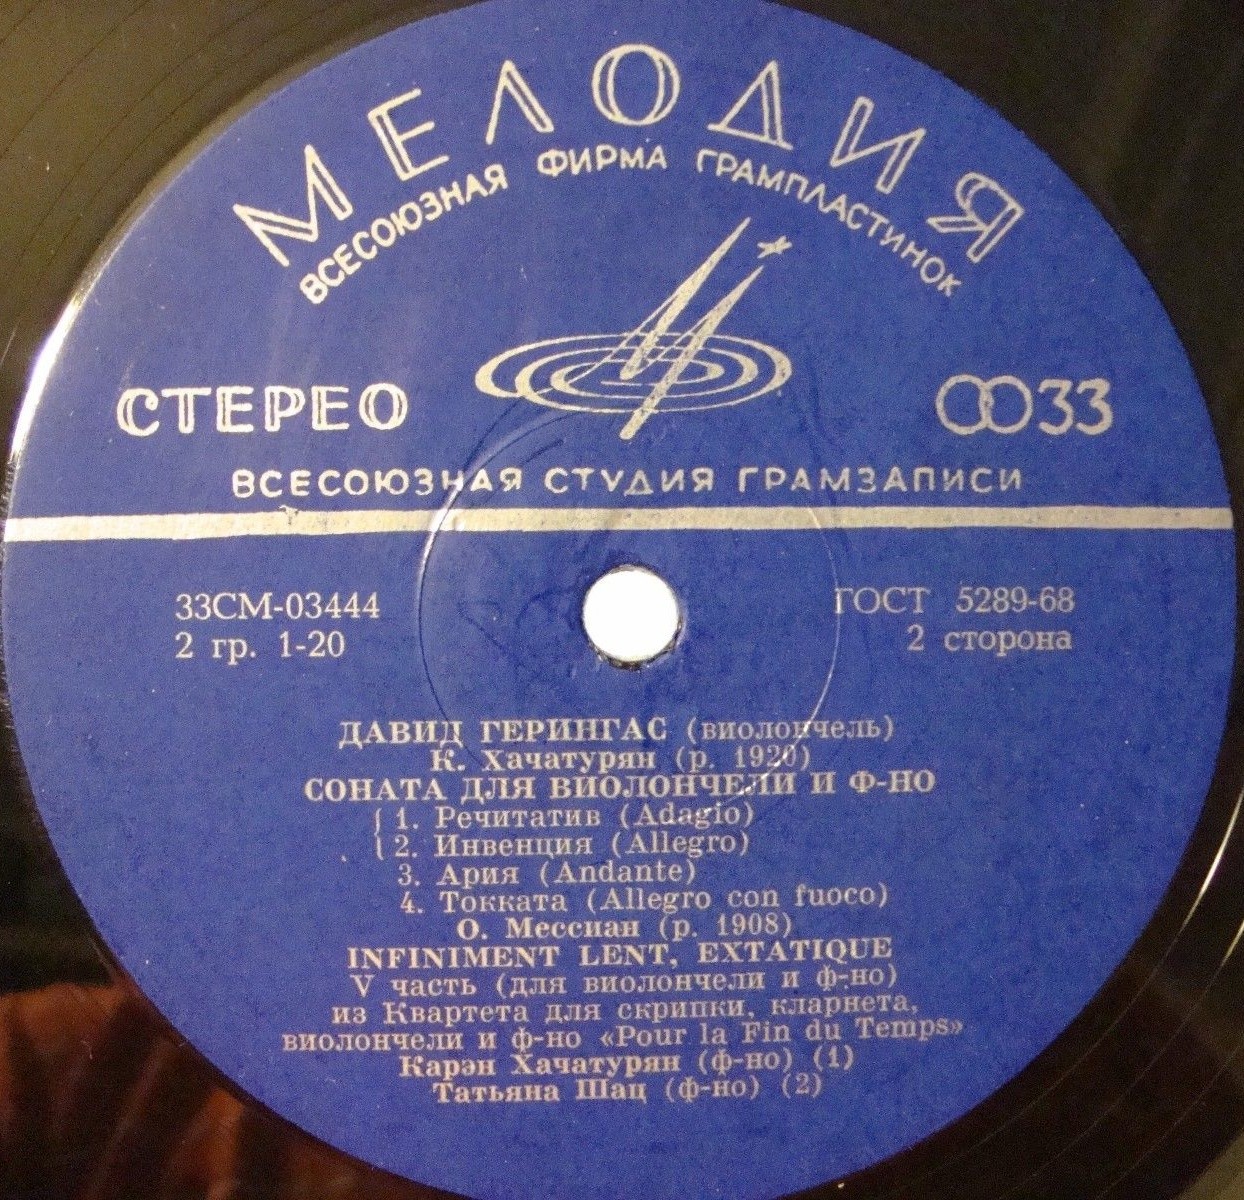 МЕЛОДИЯ
ВСЕСОЮЗНАЯ ФИРМА ГРАМПЛАСТИНОК
СТЕРЕО
33
ВСЕСОЮЗНАЯ СТУДИЯ ГРАМЗАПИСИ
33СМ-03444
ГОСТ 5289-68
2 гр. 1-20
2 сторона
ДАВИД ГЕРИНГАС (виолончель)
К. Хачатурян (р. 1920)
СОНАТА ДЛЯ ВИОЛОНЧЕЛИ И Ф-НО
1. Речитатив (Adagio)
2. Инвенция (Allegro)
3. Ария (Andante)
4. Токката (Allegro con fuoco)
О. Мессиан (р. 1908)
INFINIMENT LENT, EXTATIQUE
V часть (для виолончели и ф-но)
из Квартета для скрипки, кларнета,
виолончели и ф-но «Pour la Fin du Temps»
Карэн Хачатурян (ф-но) (1)
Татьяна Шац (ф-но) (2)